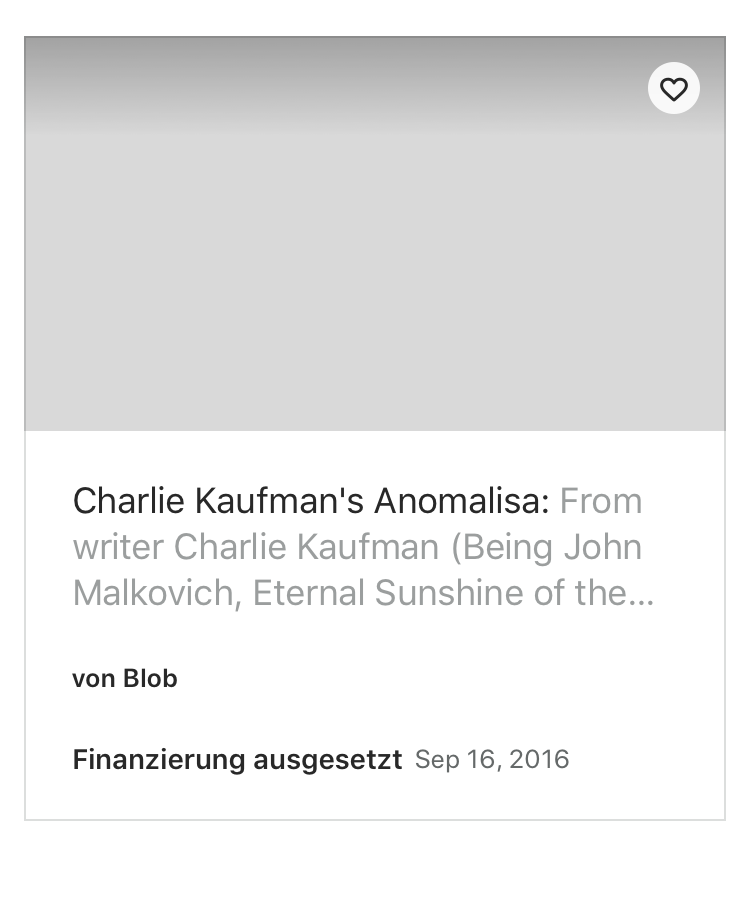 Charlie Kaufman's Anomalisa: From
writer Charlie Kaufman (Being John
Malkovich, Eternal Sunshine of the...
von Blob
Finanzierung ausgesetzt Sep 16, 2016